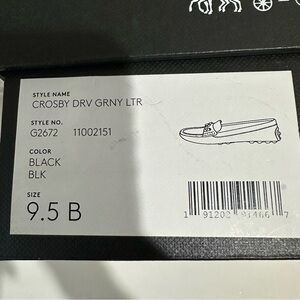 STYLE NAME
CROSBY DRV GRNY LTR
STYLE NO.
G2672 11002151
COLOR
BLACK
BLK
SIZE
9.5 B